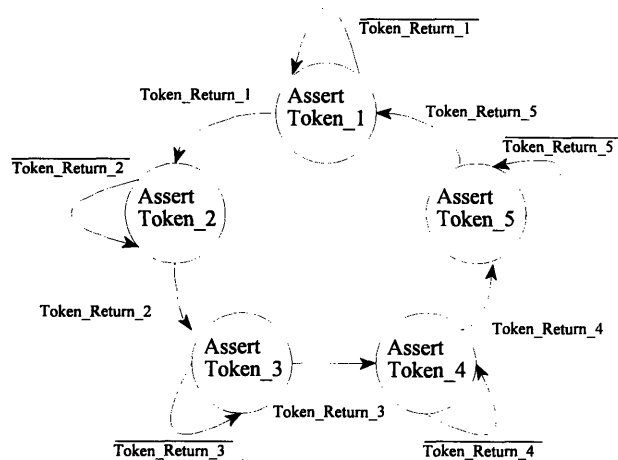 Token_Return_1
Token_Return_1
Assert
Token_1
Token_Return_5
Token_Return_2
Token_Return_5
Assert
Token_2
Assert
Token_5
Token_Return_2
Token_Return_4
Assert
Token_3
Assert
Token_4
Token_Return_3
Token_Return_3
Token_Return_4